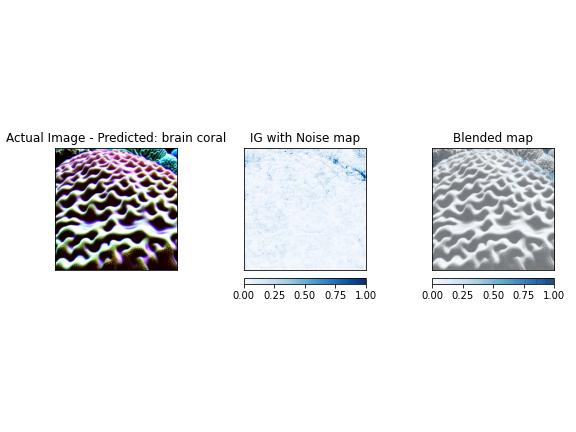 Actual Image - Predicted: brain coral
IG with Noise map
Blended map
0.00 0.25 0.50 0.75 1.00
0.00 0.25 0.50 0.75 1.00